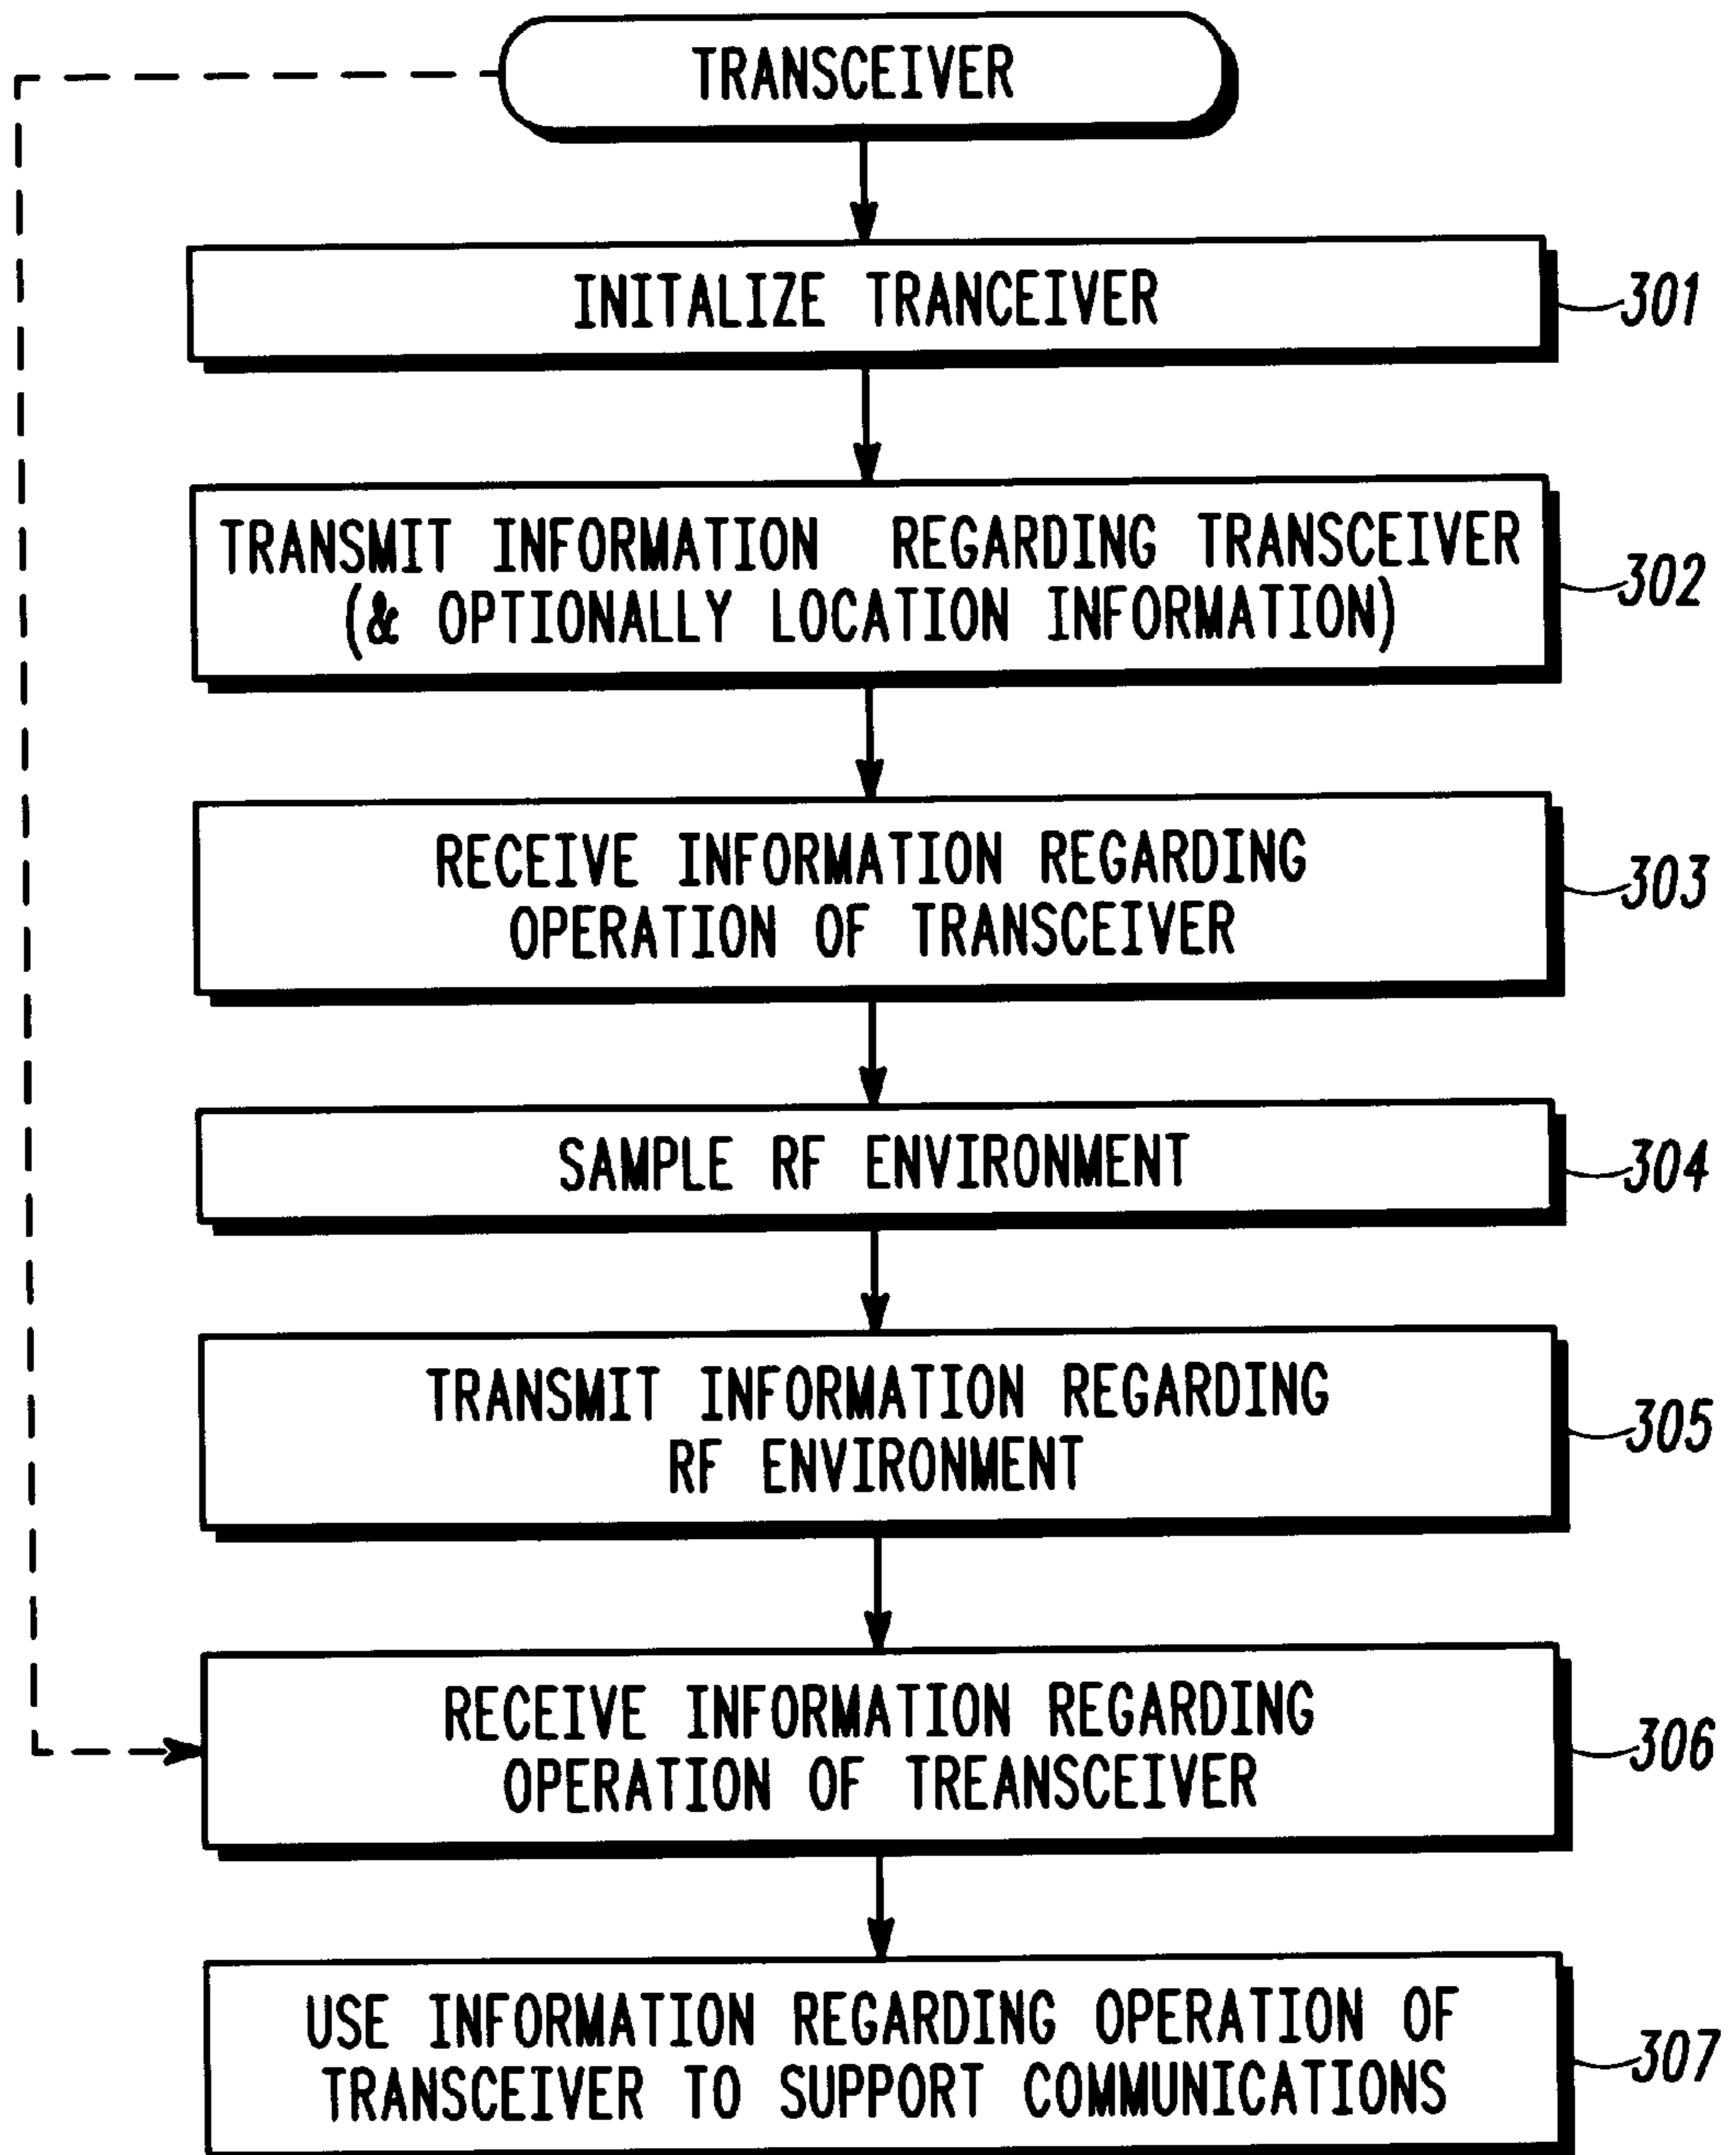 TRANSCEIVER
INITALIZE TRANCEIVER
301
TRANSMIT INFORMATION REGARDING TRANSCEIVER
(& OPTIONALLY LOCATION INFORMATION)
302
RECEIVE INFORMATION REGARDING
OPERATION OF TRANSCEIVER
303
SAMPLE RF ENVIRONMENT
304
TRANSMIT INFORMATION REGARDING
RF ENVIRONMENT
305
RECEIVE INFORMATION REGARDING
OPERATION OF TREANSCEIVER
306
USE INFORMATION REGARDING OPERATION OF
TRANSCEIVER TO SUPPORT COMMUNICATIONS
307